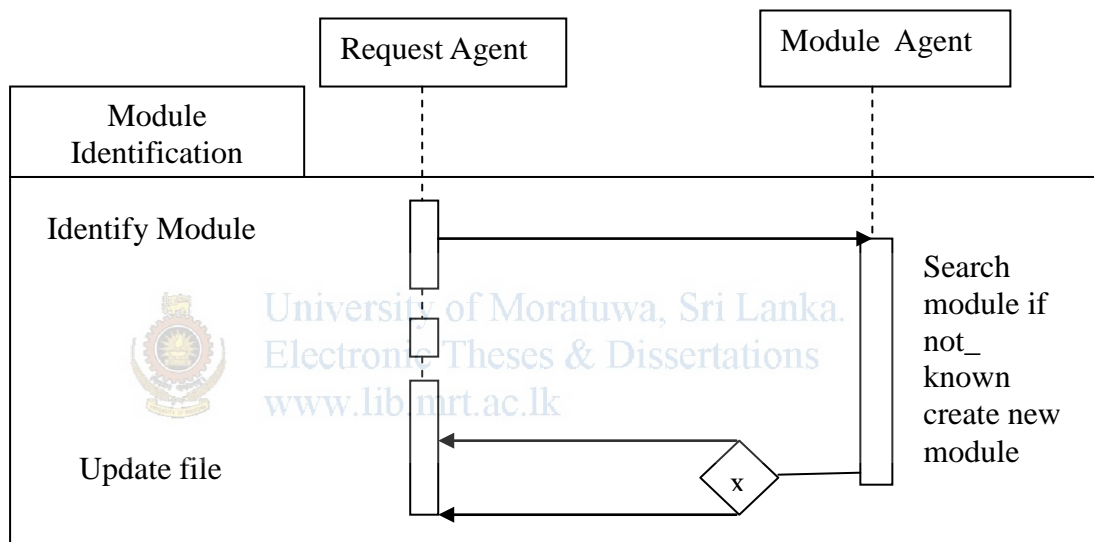 Request Agent
Module Agent
Module
Identification
Identify Module
Search
module if
not_
known
create new
module
University of Moratuwa, Sri Lanka.
Electronic Theses & Dissertations
www.lib.mrt.ac.lk
Update file
x